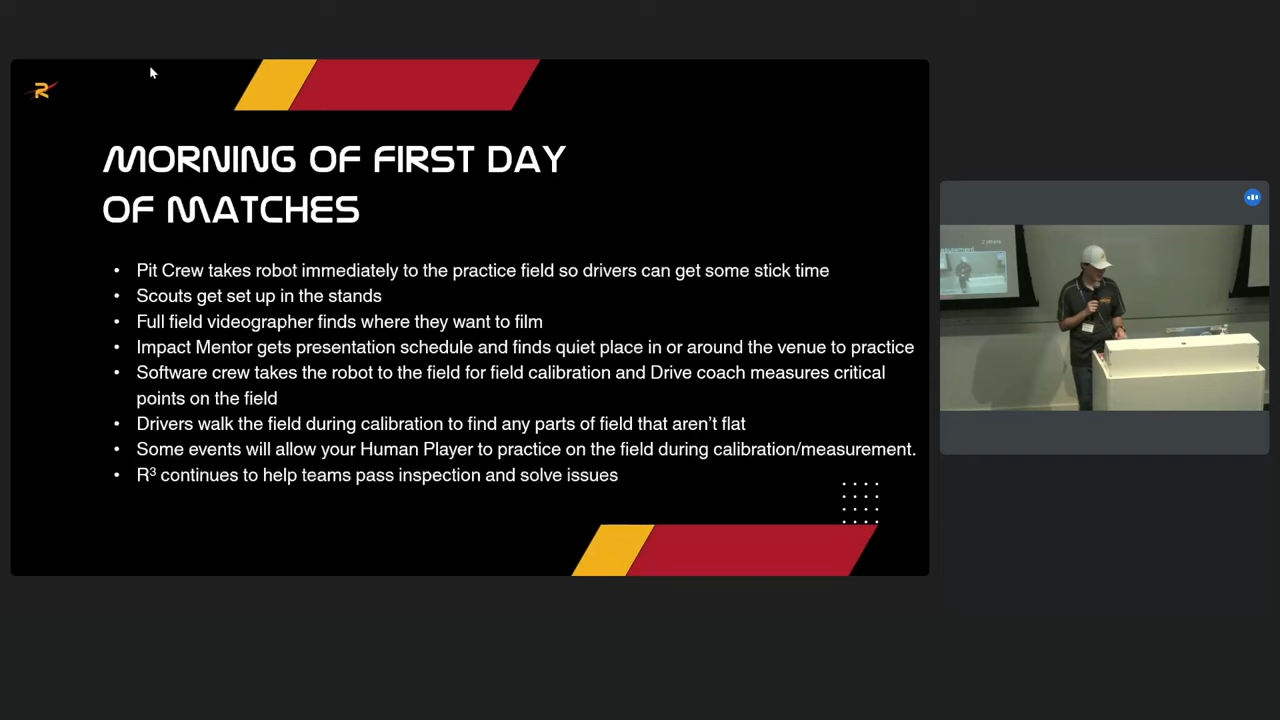 R
MORNING OF FIRST DAY
OF MATCHES
• Pit Crew takes robot immediately to the practice field so drivers can get some stick time
• Scouts get set up in the stands
• Full field videographer finds where they want to film
• Impact Mentor gets presentation schedule and finds quiet place in or around the venue to practice
• Software crew takes the robot to the field for field calibration and Drive coach measures critical
points on the field
• Drivers walk the field during calibration to find any parts of field that aren’t flat
• Some events will allow your Human Player to practice on the field during calibration/measurement.
• R³ continues to help teams pass inspection and solve issues